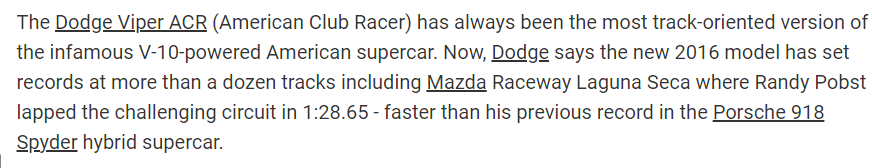 The Dodge Viper ACR (American Club Racer) has always been the most track-oriented version of
the infamous V-10-powered American supercar. Now, Dodge says the new 2016 model has set
records at more than a dozen tracks including Mazda Raceway Laguna Seca where Randy Pobst
lapped the challenging circuit in 1:28.65 - faster than his previous record in the Porsche 918
Spyder hybrid supercar.